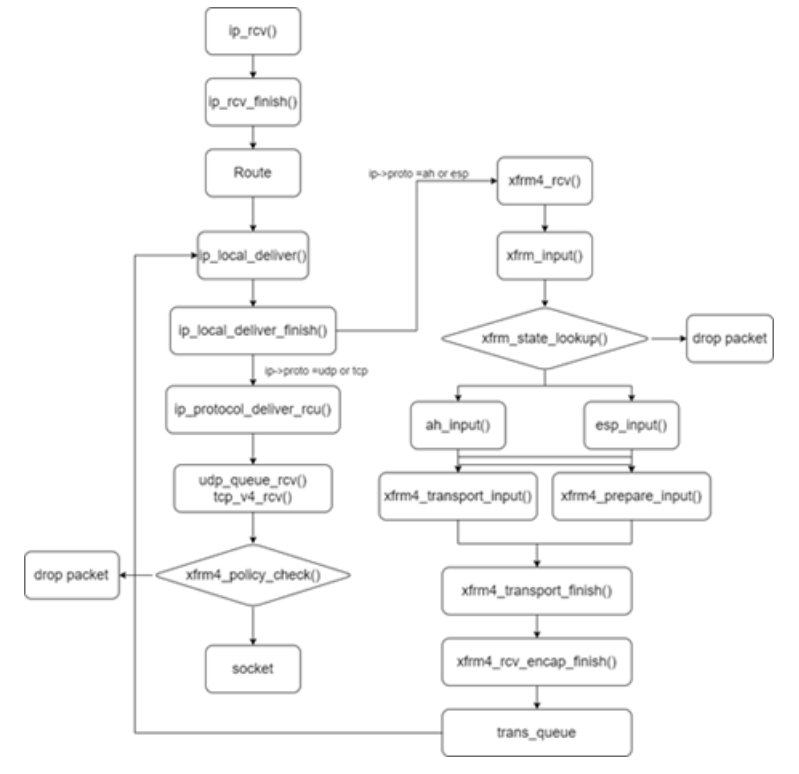 ip_rcv()
ip_rcv_finish()
Route
ip_local_deliver()
ip_local_deliver_finish()
ip->proto =udp or tcp
ip_protocol_deliver_rcu()
udp_queue_rcv()
tcp_v4_rcv()
xfrm4_policy_check()
drop packet
socket
ip->proto =ah or esp
xfrm4_rcv()
xfrm_input()
xfrm_state_lookup()
drop packet
ah_input()
esp_input()
xfrm4_transport_input()
xfrm4_prepare_input()
xfrm4_transport_finish()
xfrm4_rcv_encap_finish()
trans_queue